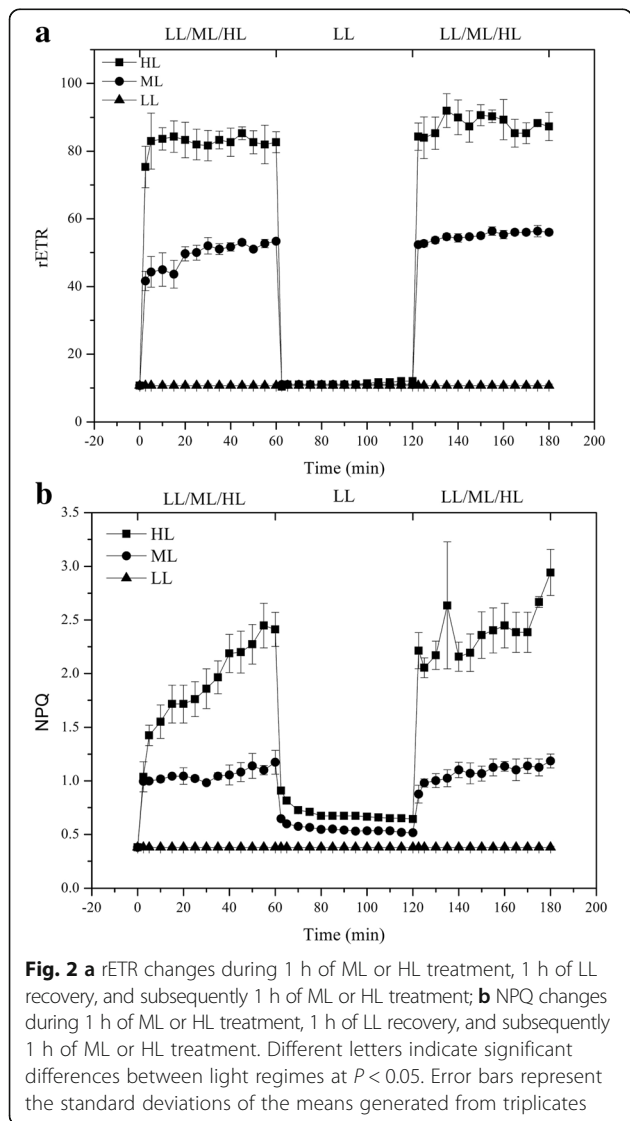 a
LL/ML/HL LL LL/ML/HL
HL
ML
LL
100
80
60
40
20
0
rETR
-20 0 20 40 60 80 100 120 140 160 180 200
Time (min)
b
LL/ML/HL LL LL/ML/HL
HL
ML
LL
3.5
3.0
2.5
2.0
1.5
1.0
0.5
0.0
NPQ
-20 0 20 40 60 80 100 120 140 160 180 200
Time (min)
Fig. 2 a rETR changes during 1 h of ML or HL treatment, 1 h of LL
recovery, and subsequently 1 h of ML or HL treatment; b NPQ changes
during 1 h of ML or HL treatment, 1 h of LL recovery, and subsequently
1 h of ML or HL treatment. Different letters indicate significant
differences between light regimes at P < 0.05. Error bars represent
the standard deviations of the means generated from triplicates